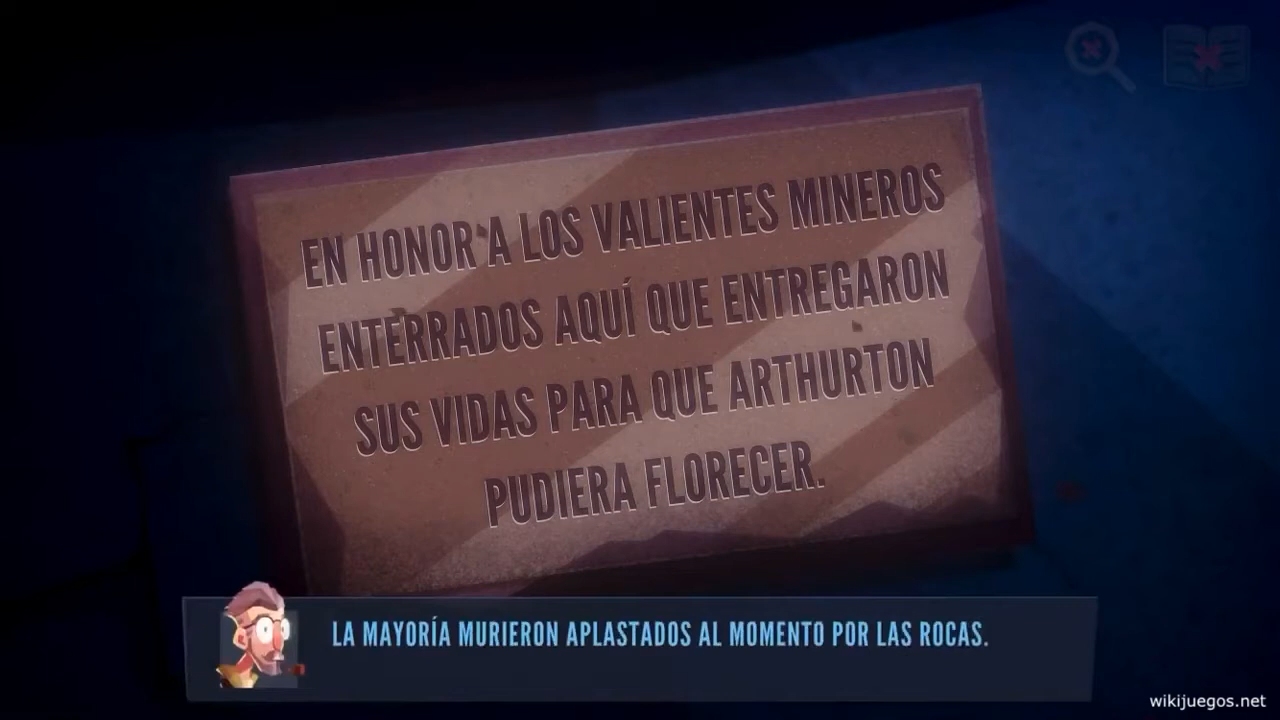 EN HONOR A LOS VALIENTES MINEROS
ENTERRADOS AQUÍ QUE ENTREGARON
SUS VIDAS PARA QUE ARTHURTON
PUDIERA FLORECER.
LA MAYORÍA MURIERON APLASTADOS AL MOMENTO POR LAS ROCAS.
wikijuegos.net